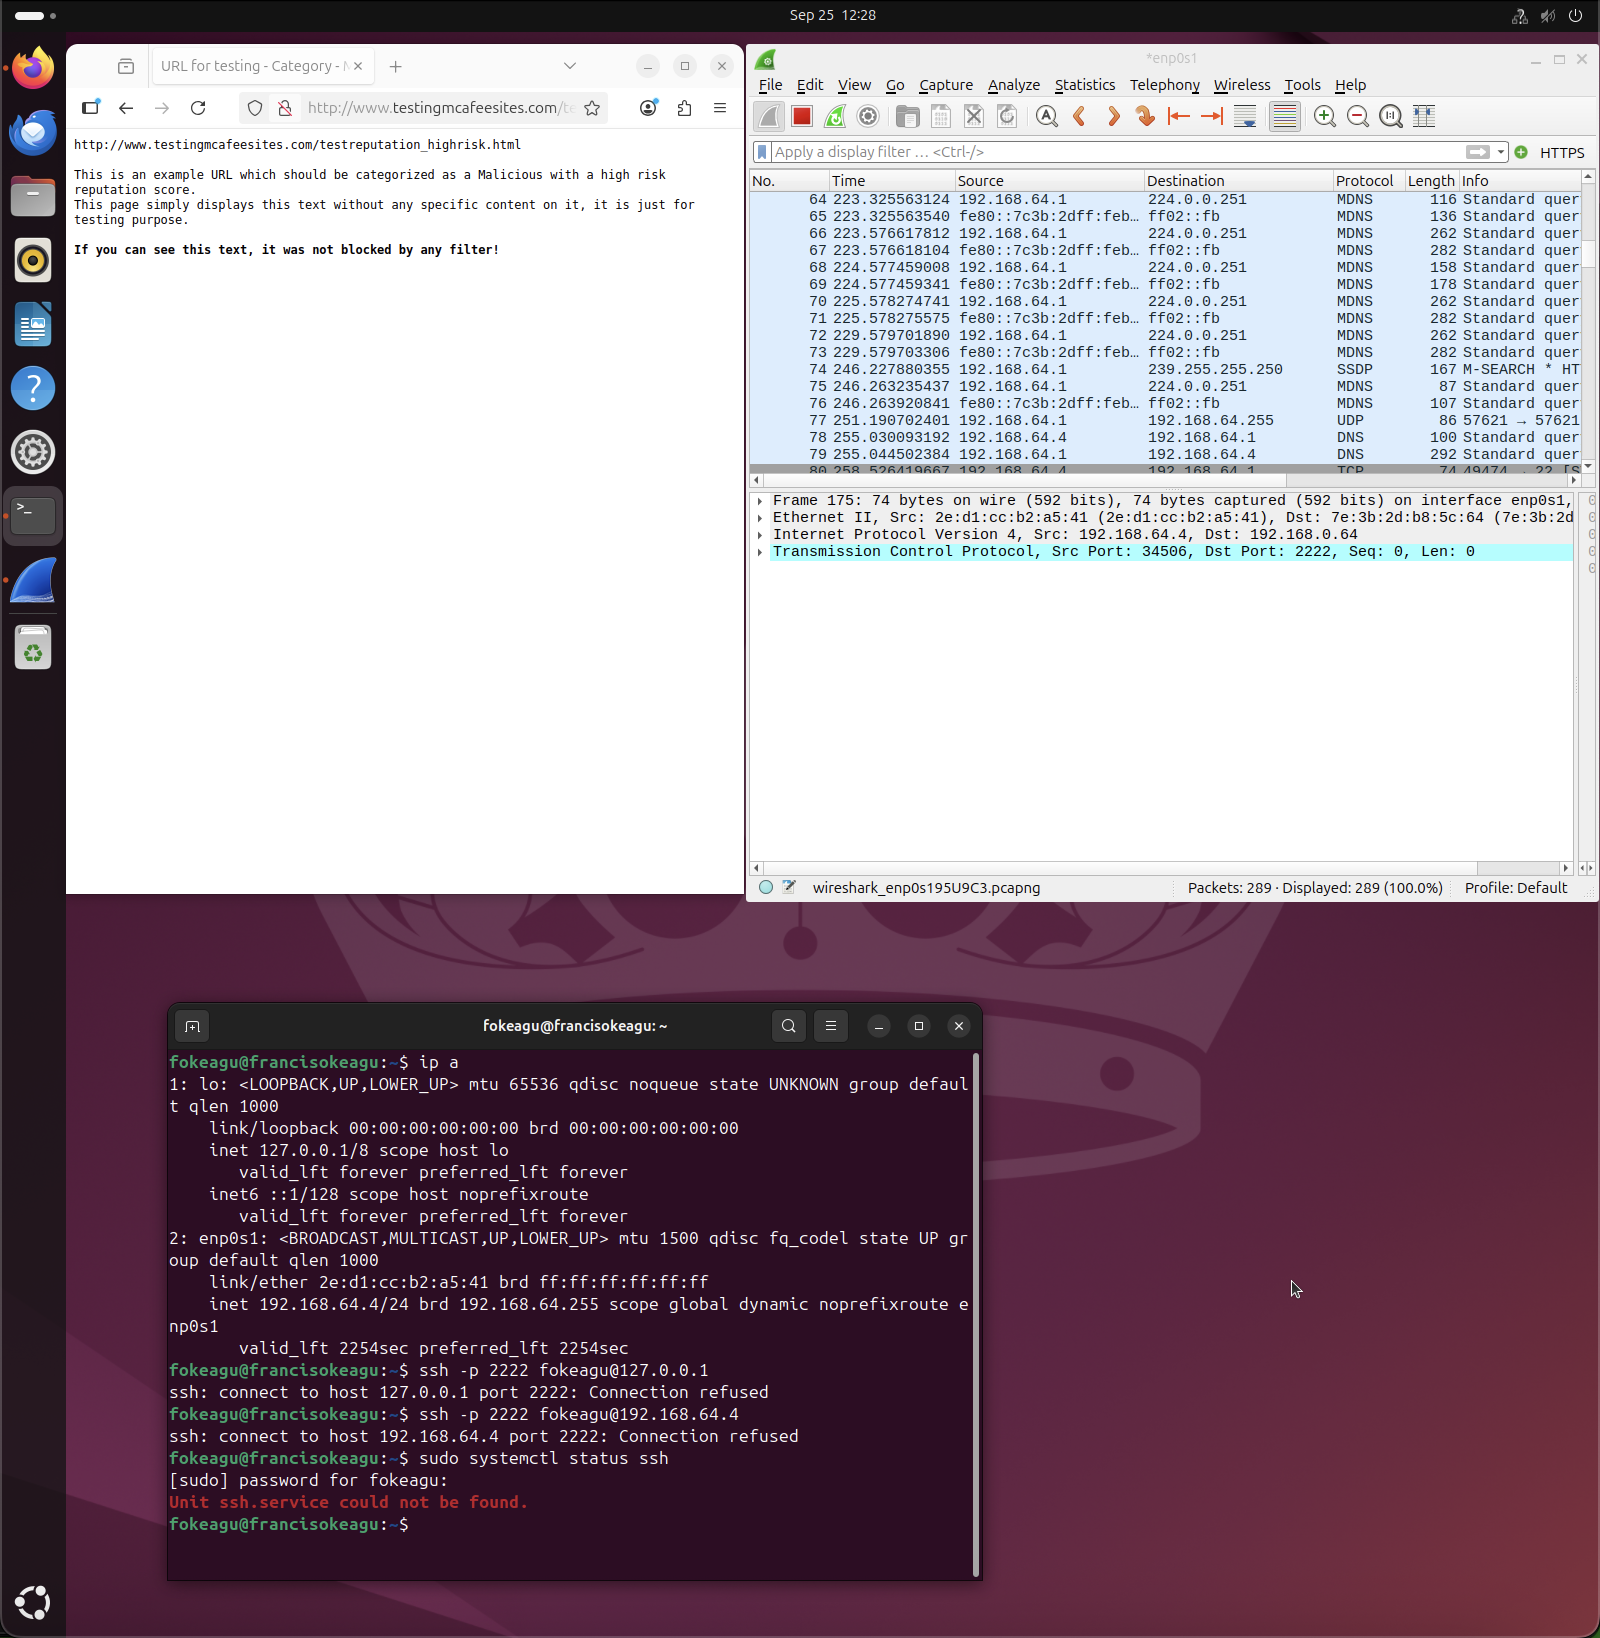 Sep 25 12:28
URL for testing - Category - M
http://www.testingmcafeesites.com/te
http://www.testingmcafeesites.com/testreputation_highrisk.html
This is an example URL which should be categorized as a Malicious with a high risk
reputation score.
This page simply displays this text without any specific content on it, it is just for
testing purpose.
If you can see this text, it was not blocked by any filter!
*enp0s1
File Edit View Go Capture Analyze Statistics Telephony Wireless Tools Help
Apply a display filter … <Ctrl-/>
HTTPS
No. Time Source Destination Protocol Length Info
64 223.325563124 192.168.64.1 224.0.0.251 MDNS 116 Standard quer
65 223.325563540 fe80::7c3b:2dff:feb… ff02::fb MDNS 136 Standard quer
66 223.576617812 192.168.64.1 224.0.0.251 MDNS 262 Standard quer
67 223.576618104 fe80::7c3b:2dff:feb… ff02::fb MDNS 282 Standard quer
68 224.577459008 192.168.64.1 224.0.0.251 MDNS 158 Standard quer
69 224.577459341 fe80::7c3b:2dff:feb… ff02::fb MDNS 178 Standard quer
70 225.578274741 192.168.64.1 224.0.0.251 MDNS 262 Standard quer
71 225.578275575 fe80::7c3b:2dff:feb… ff02::fb MDNS 282 Standard quer
72 229.579701890 192.168.64.1 224.0.0.251 MDNS 262 Standard quer
73 229.579703306 fe80::7c3b:2dff:feb… ff02::fb MDNS 282 Standard quer
74 246.227880355 192.168.64.1 239.255.255.250 SSDP 167 M-SEARCH * HT
75 246.263235437 192.168.64.1 224.0.0.251 MDNS 87 Standard quer
76 246.263920841 fe80::7c3b:2dff:feb… ff02::fb MDNS 107 Standard quer
77 251.190702401 192.168.64.1 192.168.64.255 UDP 86 57621 → 57621
78 255.030093192 192.168.64.4 192.168.64.1 DNS 100 Standard quer
79 255.044502384 192.168.64.1 192.168.64.4 DNS 292 Standard quer
80 258.526419667 192.168.64.4 192.168.64.1 TCP 74 49474 → 22 [S
Frame 175: 74 bytes on wire (592 bits), 74 bytes captured (592 bits) on interface enp0s1,
Ethernet II, Src: 2e:d1:cc:b2:a5:41 (2e:d1:cc:b2:a5:41), Dst: 7e:3b:2d:b8:5c:64 (7e:3b:2d
Internet Protocol Version 4, Src: 192.168.64.4, Dst: 192.168.0.64
Transmission Control Protocol, Src Port: 34506, Dst Port: 2222, Seq: 0, Len: 0
wireshark_enp0s195U9C3.pcapng
Packets: 289 · Displayed: 289 (100.0%)
Profile: Default
fokeagu@francisokeagu: ~
fokeagu@francisokeagu:~$ ip a
1: lo: <LOOPBACK,UP,LOWER_UP> mtu 65536 qdisc noqueue state UNKNOWN group defaul
t qlen 1000
link/loopback 00:00:00:00:00:00 brd 00:00:00:00:00:00
inet 127.0.0.1/8 scope host lo
valid_lft forever preferred_lft forever
inet6 ::1/128 scope host noprefixroute
valid_lft forever preferred_lft forever
2: enp0s1: <BROADCAST,MULTICAST,UP,LOWER_UP> mtu 1500 qdisc fq_codel state UP gr
oup default qlen 1000
link/ether 2e:d1:cc:b2:a5:41 brd ff:ff:ff:ff:ff:ff
inet 192.168.64.4/24 brd 192.168.64.255 scope global dynamic noprefixroute e
np0s1
valid_lft 2254sec preferred_lft 2254sec
fokeagu@francisokeagu:~$ ssh -p 2222 fokeagu@127.0.0.1
ssh: connect to host 127.0.0.1 port 2222: Connection refused
fokeagu@francisokeagu:~$ ssh -p 2222 fokeagu@192.168.64.4
ssh: connect to host 192.168.64.4 port 2222: Connection refused
fokeagu@francisokeagu:~$ sudo systemctl status ssh
[sudo] password for fokeagu:
Unit ssh.service could not be found.
fokeagu@francisokeagu:~$